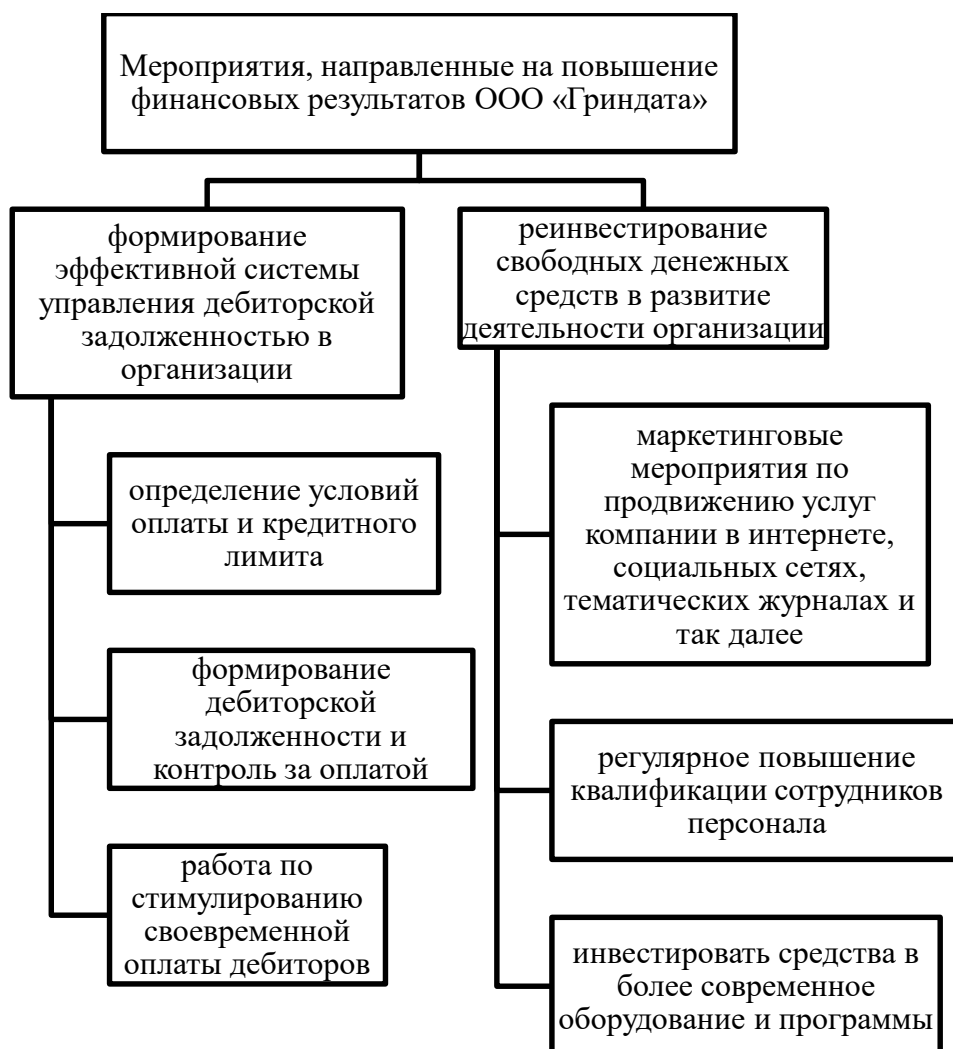 Мероприятия, направленные на повышение
финансовых результатов ООО «Гриндата»
формирование
эффективной системы
управления дебиторской
задолженностью в
организации
определение условий
оплаты и кредитного
лимита
формирование
дебиторской
задолженности и
контроль за оплатой
работа по
стимулированию
своевременной
оплаты дебиторов
реинвестирование
свободных денежных
средств в развитие
деятельности организации
маркетинговые
мероприятия по
продвижению услуг
компании в интернете,
социальных сетях,
тематических журналах и
так далее
регулярное повышение
квалификации сотрудников
персонала
инвестировать средства в
более современное
оборудование и программы